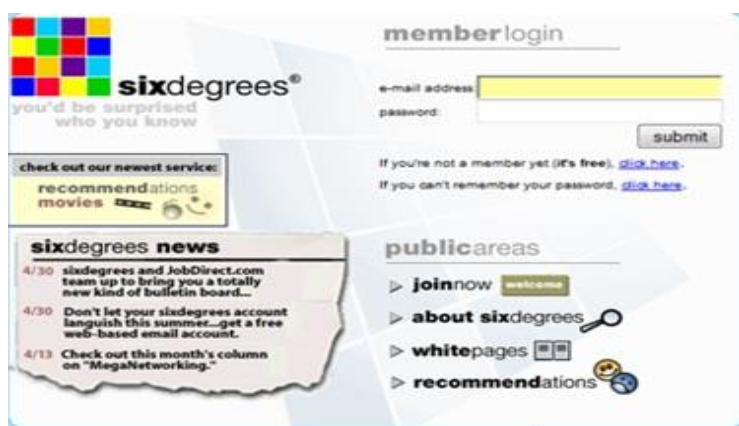 sixdegrees®
you'd be surprised
who you know
check out our newest service:
recommendations
movies
sixdegrees news
4/30 sixdegrees and JobDirect.com
team up to bring you a totally
new kind of bulletin board...
4/30 Don't let your sixdegrees account
languish this summer...get a free
web-based email account.
4/13 Check out this month's column
on "MegaNetworking."
memberlogin
e-mail address:
password:
submit
If you're not a member yet (it's free), click here.
If you can't remember your password, click here.
publicareas
joinnow welcome
about sixdegrees
whitepages
recommendations